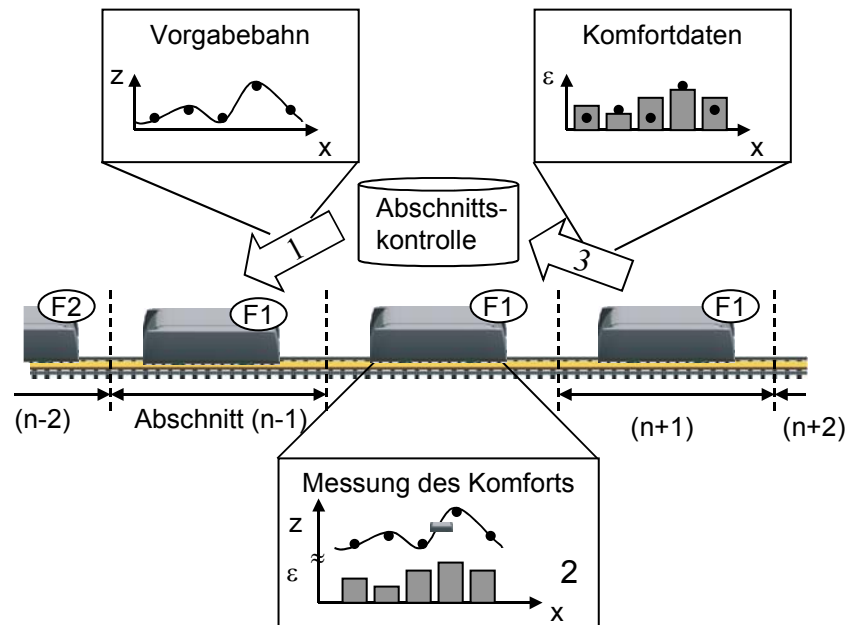 Vorgabebahn
z
x
Komfortdaten
ε
x
Abschnitts-
kontrolle
1
3
F2
F1
F1
F1
(n-2)
Abschnitt (n-1)
(n+1)
(n+2)
Messung des Komforts
z
≈
ε
2
x